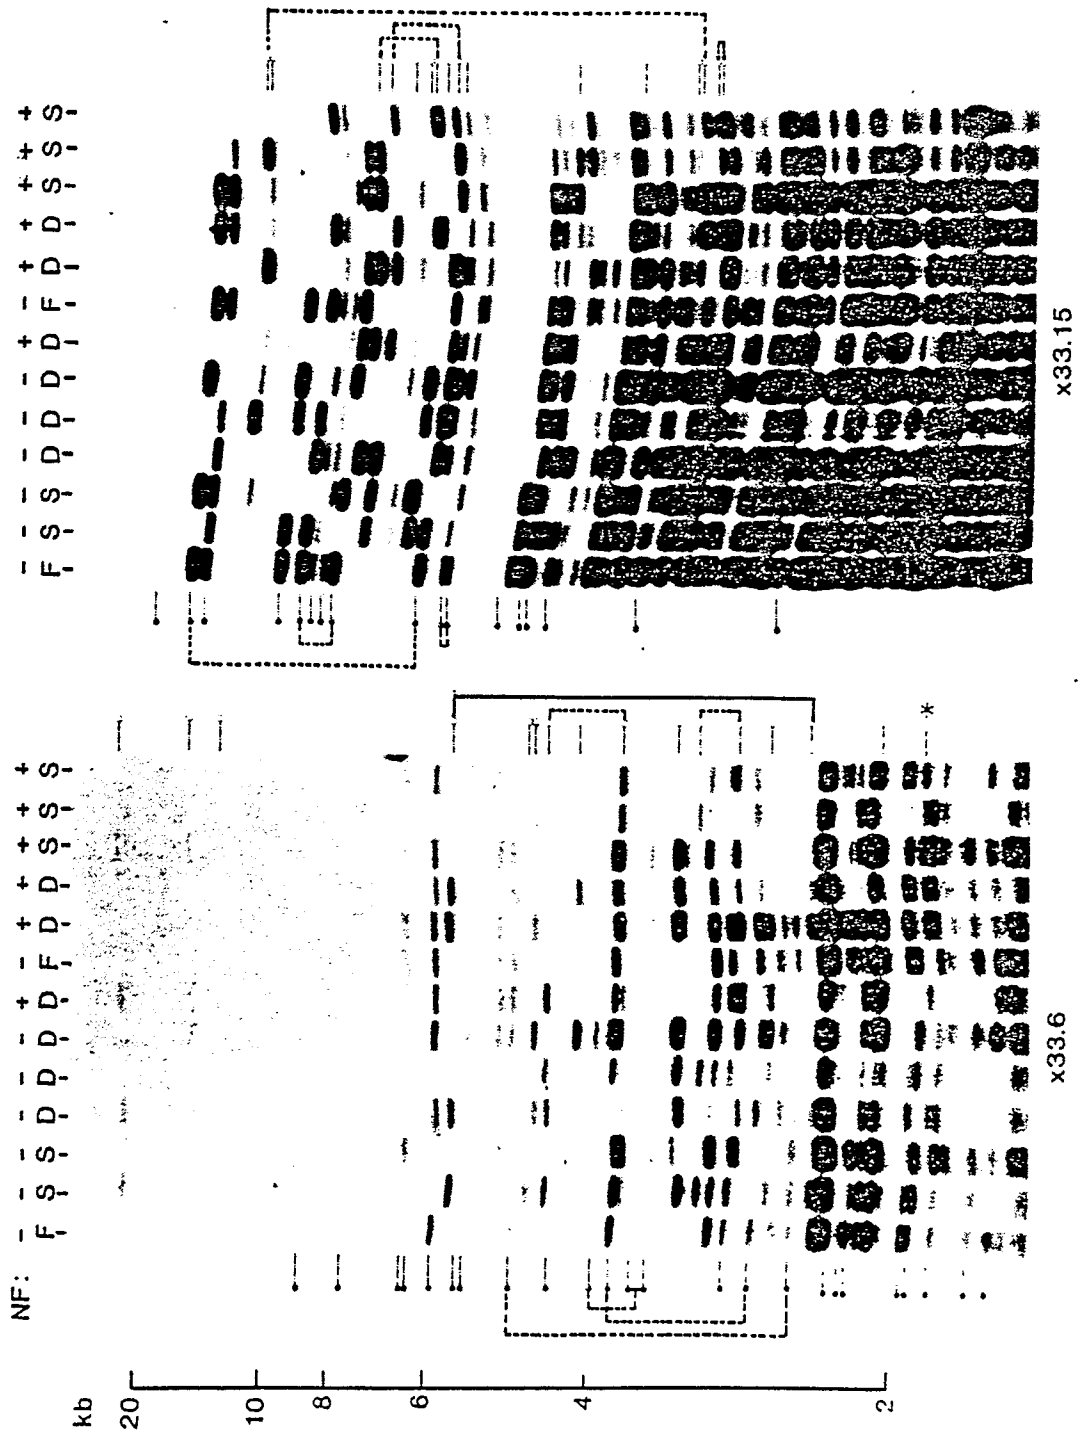 NF: - - - - - - + - + + + + + - - - - - - + - + + + + +
F S S D D D D F D D S S S F S S D D D D F D D S S S
kb
20
10
8
6
4
2
*
x33.6 x33.15